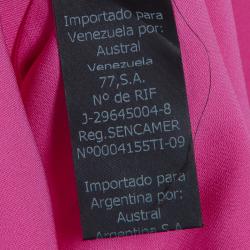 Importado para
Venezuela por:
Austral
Venezuela
77,S.A.
Nº de RIF
J-29645004-8
Reg.SENCAMER
Nº0004155TI-09
Importado para
Argentina por:
Austral
Argentina S.A.